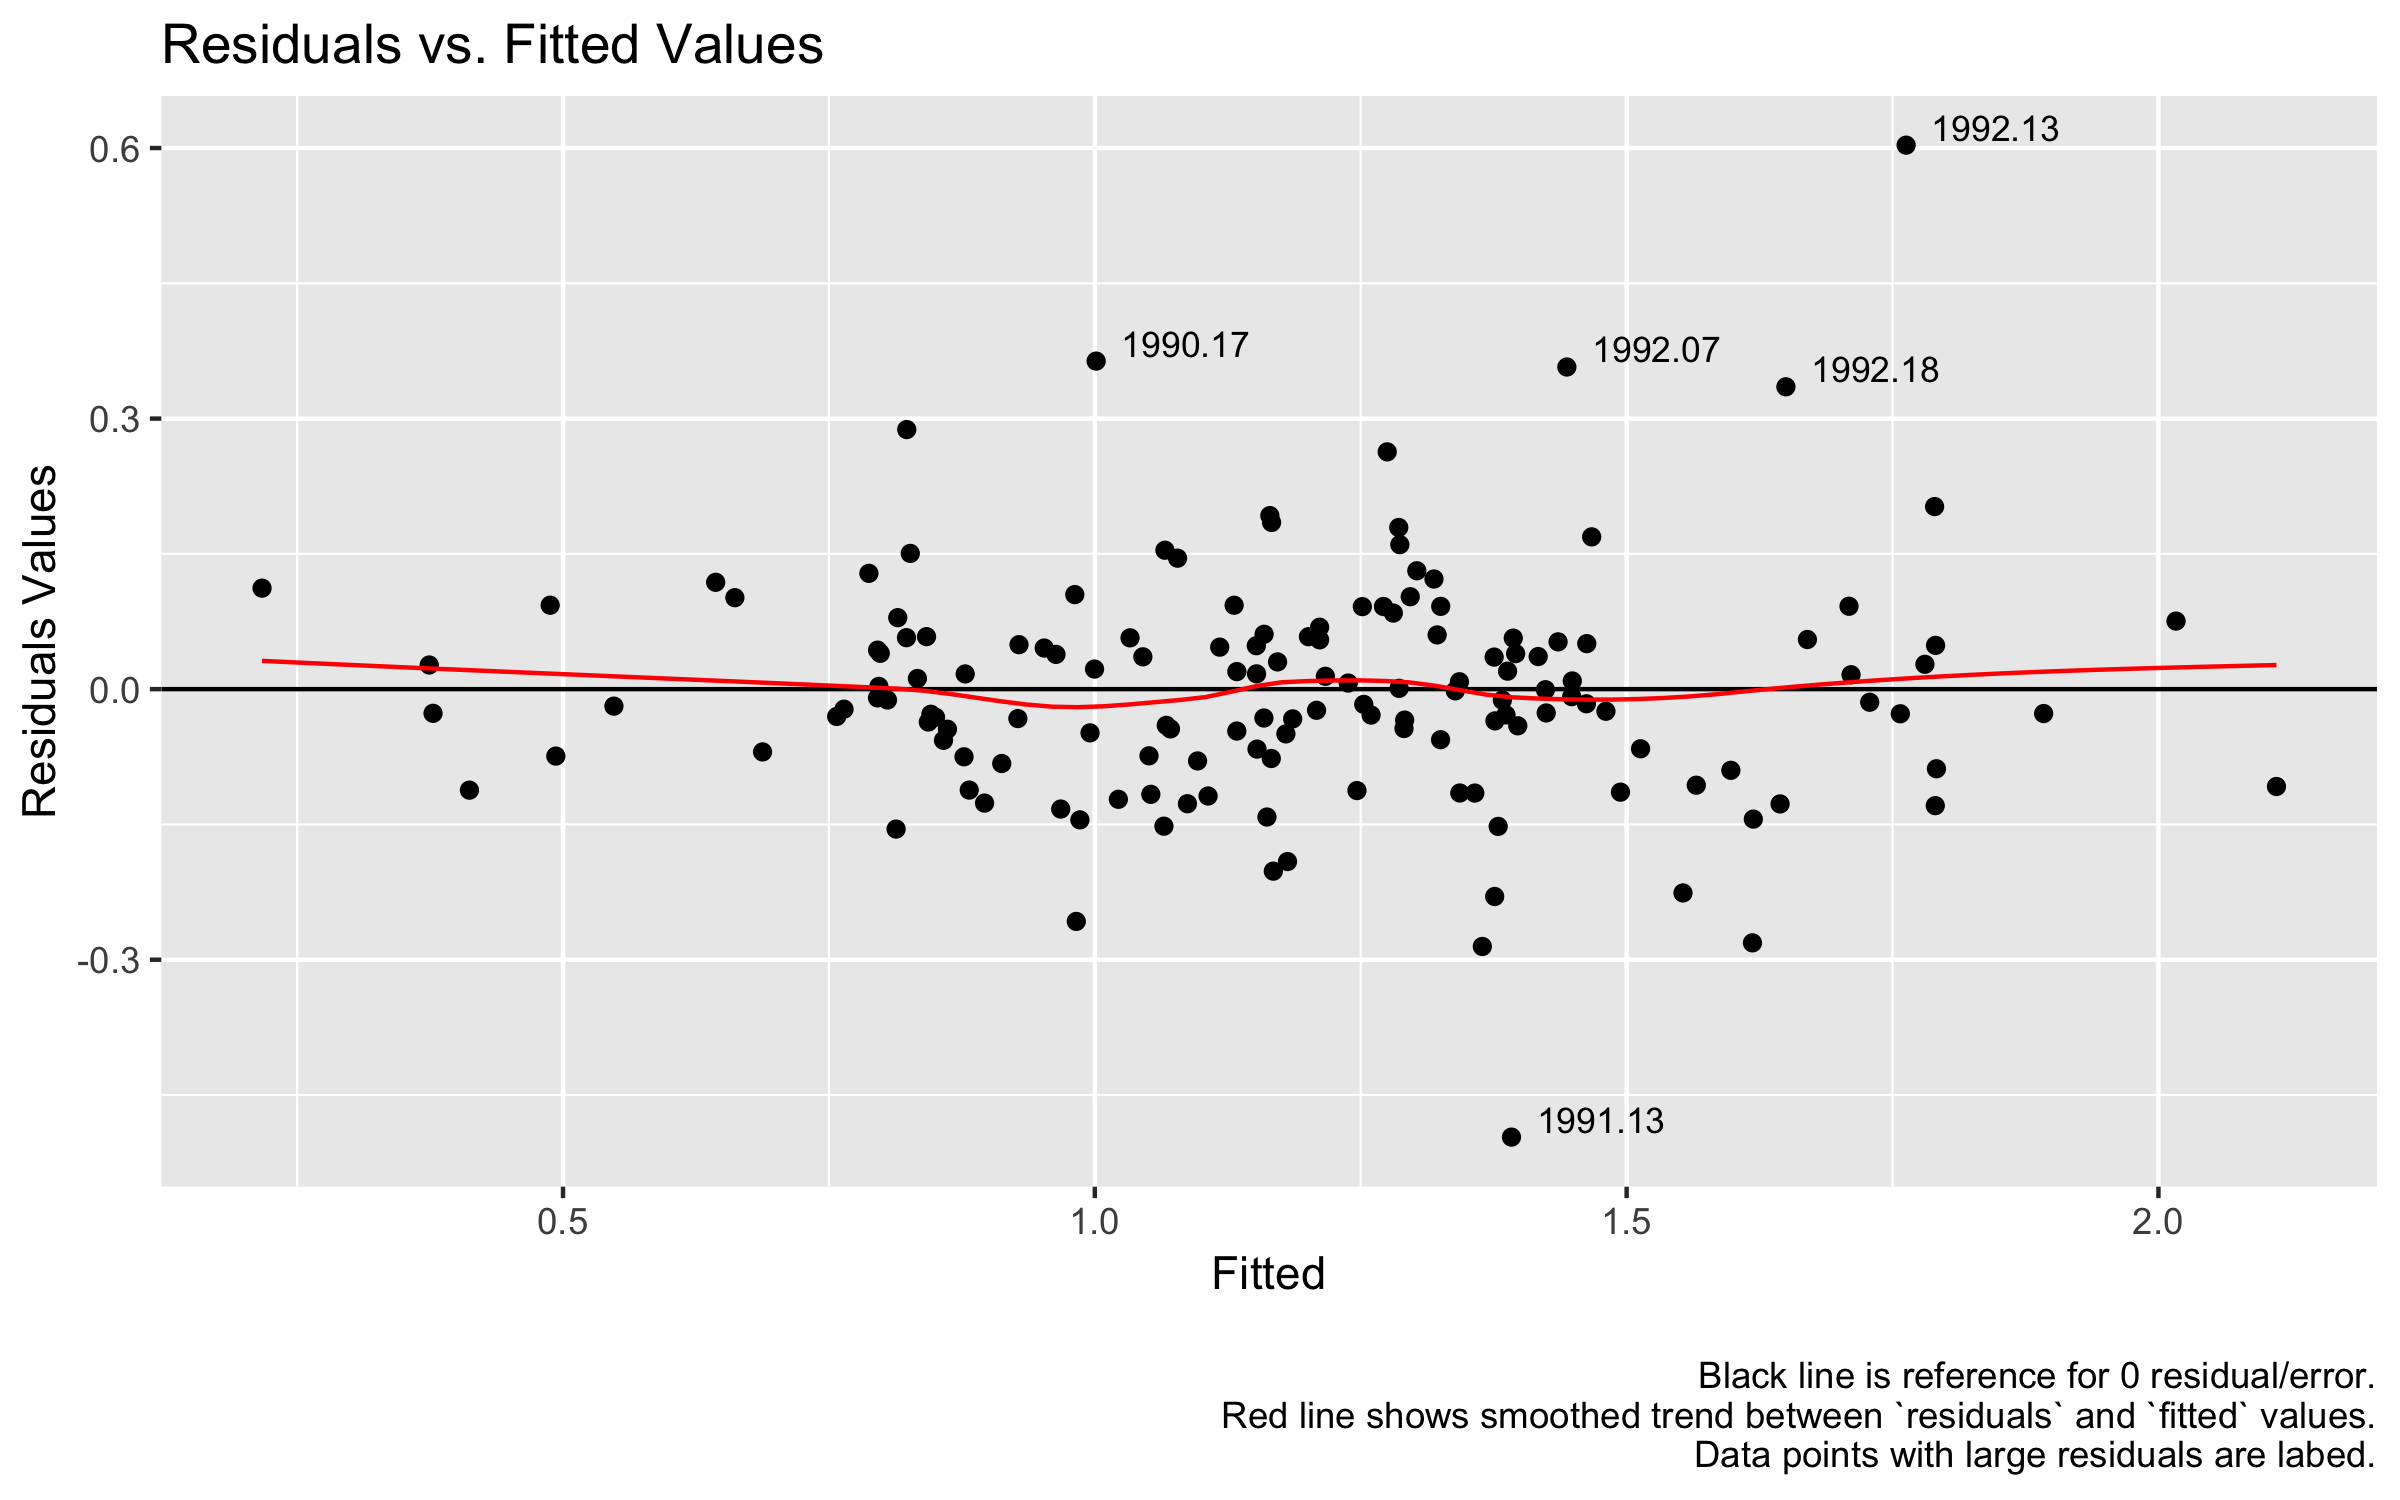 Residuals vs. Fitted Values
1992.13
0.6
1990.17
1992.07
1992.18
0.3
Residuals Values
0.0
-0.3
1991.13
0.5 1.0 1.5 2.0
Fitted
Black line is reference for 0 residual/error.
Red line shows smoothed trend between `residuals` and `fitted` values.
Data points with large residuals are labed.